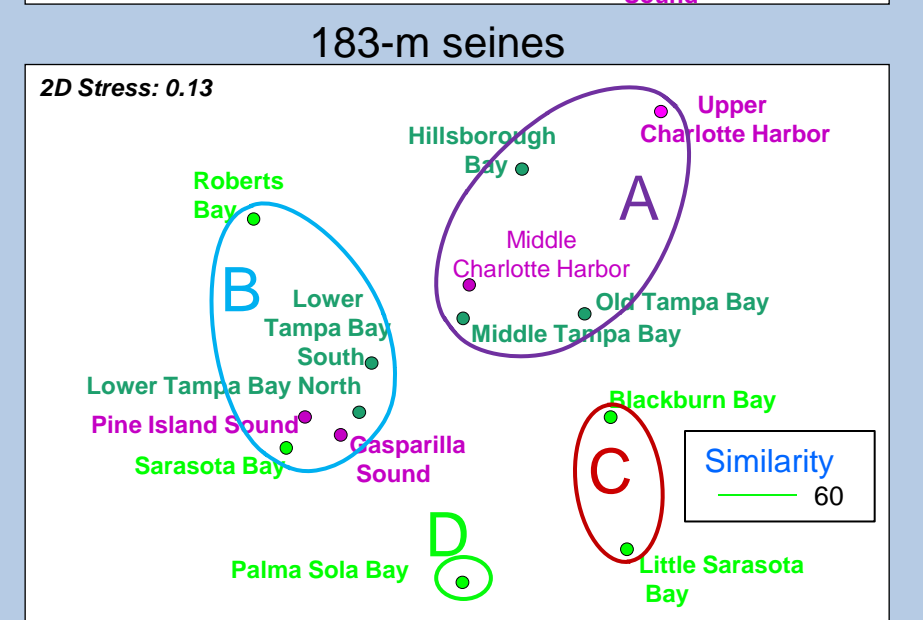 Sound
183-m seines
2D Stress: 0.13
Upper
Charlotte Harbor
Hillsborough
Bay
Roberts
Bay
A
Middle
Charlotte Harbor
B
Lower
Tampa Bay
South
Old Tampa Bay
Middle Tampa Bay
Lower Tampa Bay North
Pine Island Sound
Gasparilla
Sound
Sarasota Bay
Blackburn Bay
C
Similarity
60
D
Palma Sola Bay
Little Sarasota
Bay